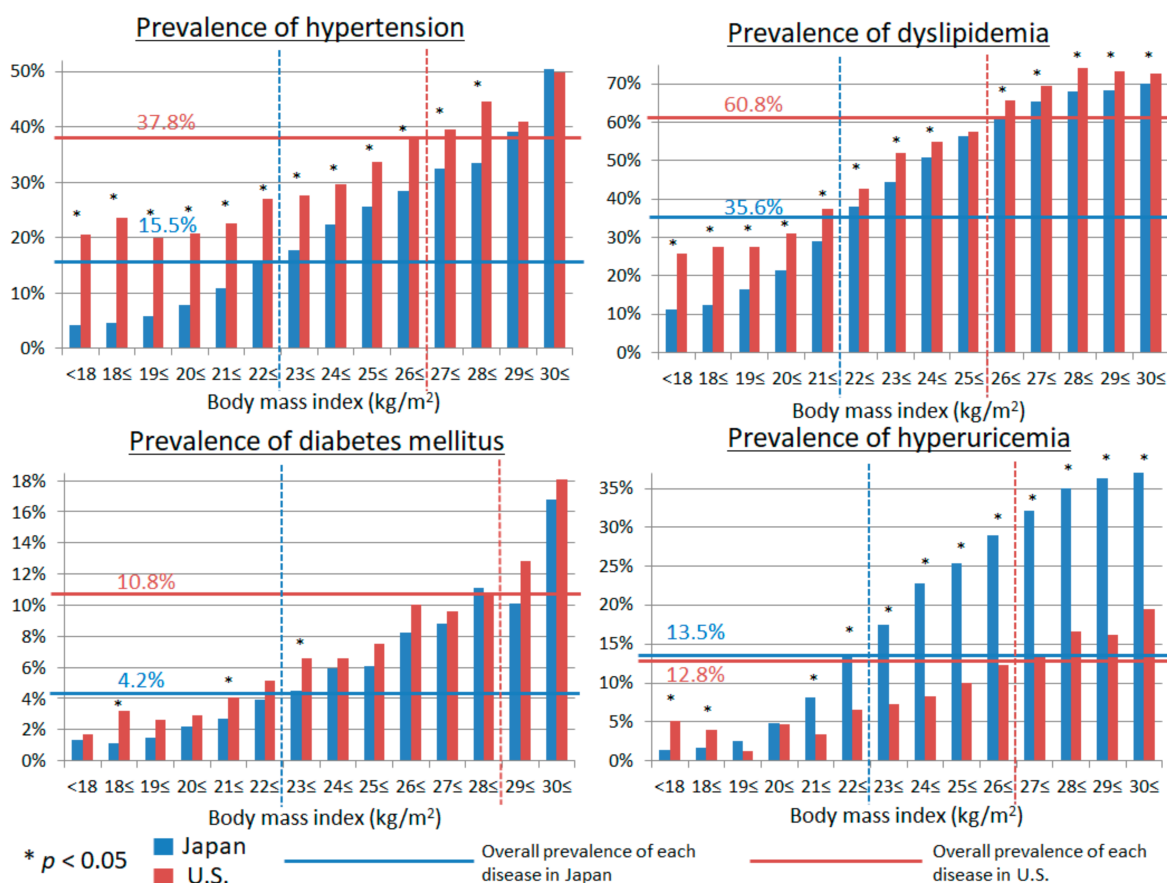 Prevalence of hypertension
50%
40%
30%
20%
10%
0%
37.8%
15.5%
* * * * * * * * * * * *
<18 18≤ 19≤ 20≤ 21≤ 22≤ 23≤ 24≤ 25≤ 26≤ 27≤ 28≤ 29≤ 30≤
Body mass index (kg/m²)
Prevalence of dyslipidemia
70%
60%
50%
40%
30%
20%
10%
0%
60.8%
35.6%
* * * * * * * * * * * * *
<18 18≤ 19≤ 20≤ 21≤ 22≤ 23≤ 24≤ 25≤ 26≤ 27≤ 28≤ 29≤ 30≤
Body mass index (kg/m²)
Prevalence of diabetes mellitus
18%
16%
14%
12%
10%
8%
6%
4%
2%
0%
10.8%
4.2%
* * *
<18 18≤ 19≤ 20≤ 21≤ 22≤ 23≤ 24≤ 25≤ 26≤ 27≤ 28≤ 29≤ 30≤
Body mass index (kg/m²)
Prevalence of hyperuricemia
35%
30%
25%
20%
15%
10%
5%
0%
13.5%
12.8%
* * * * * * * * * * * *
<18 18≤ 19≤ 20≤ 21≤ 22≤ 23≤ 24≤ 25≤ 26≤ 27≤ 28≤ 29≤ 30≤
Body mass index (kg/m²)
* p < 0.05
Japan
U.S.
Overall prevalence of each
disease in Japan
Overall prevalence of each
disease in U.S.